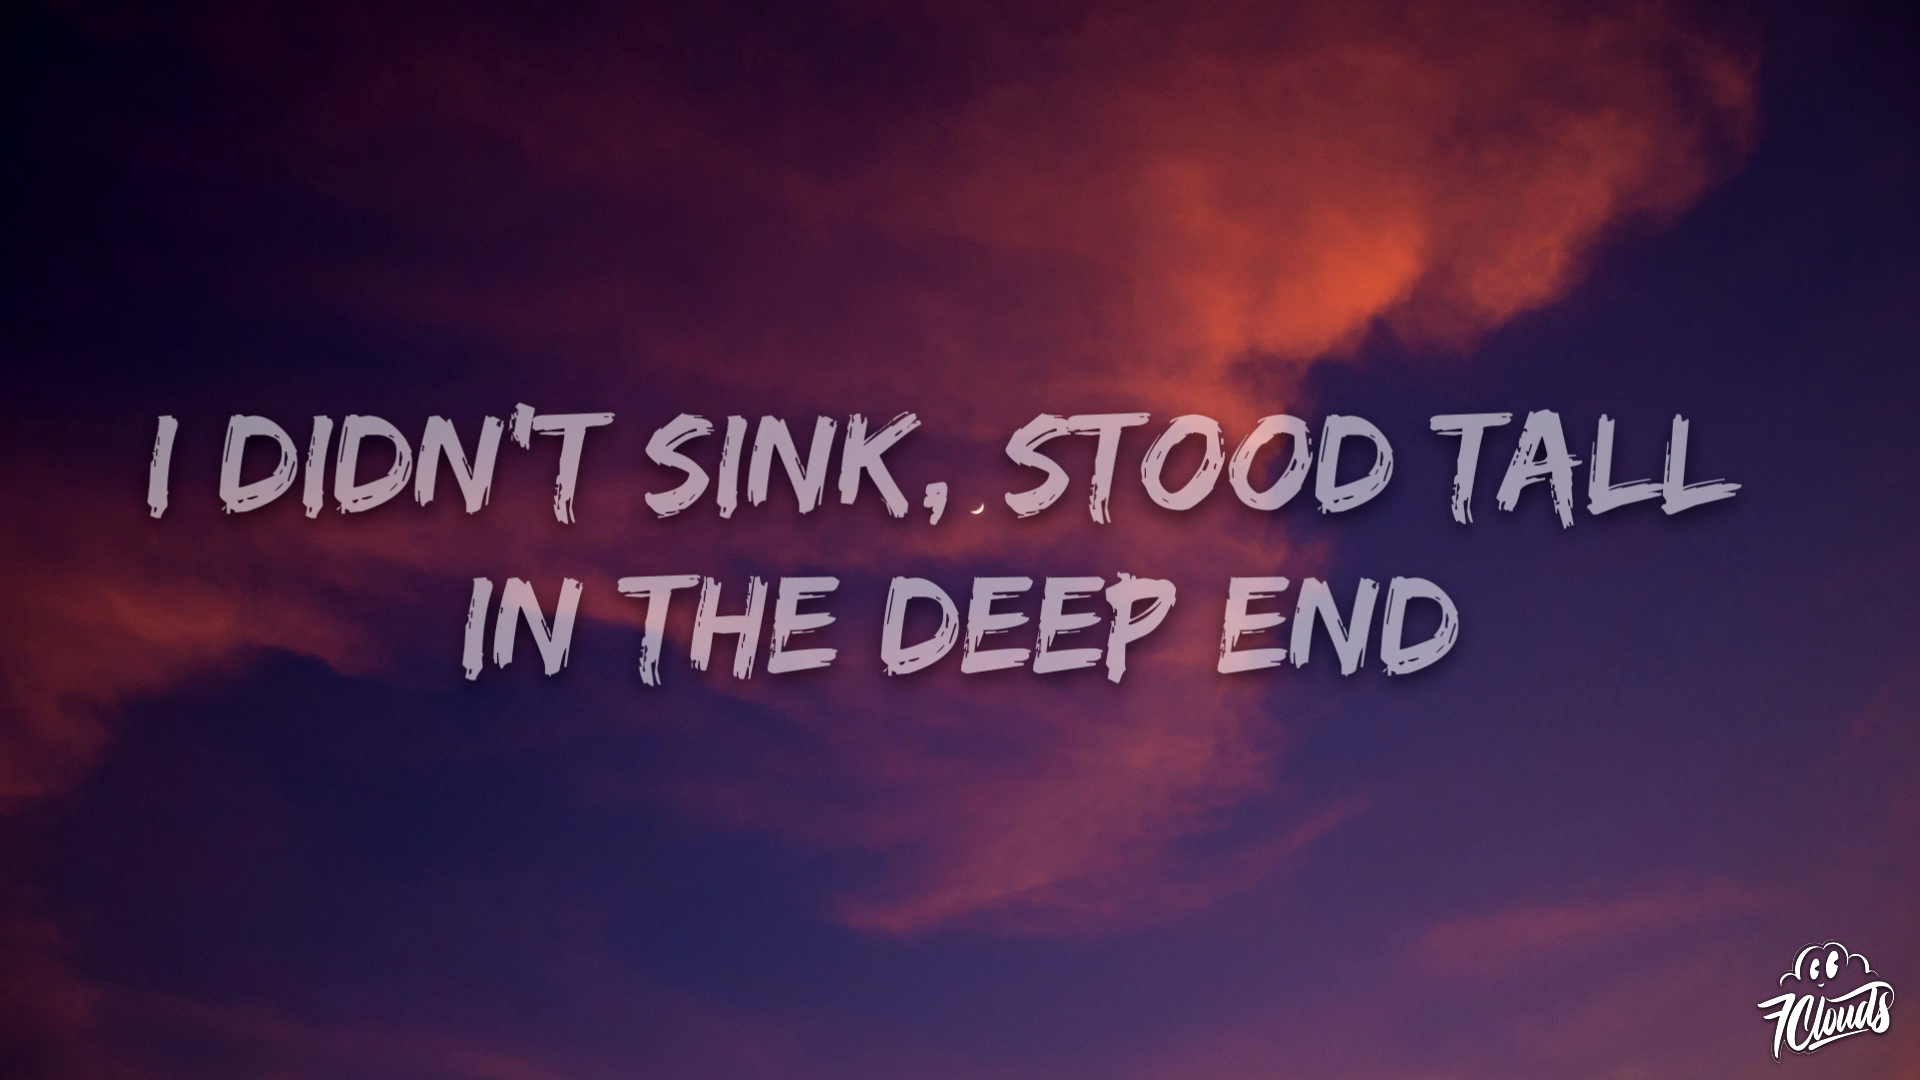 I DIDN'T SINK, STOOD TALL
IN THE DEEP END
7Clouds